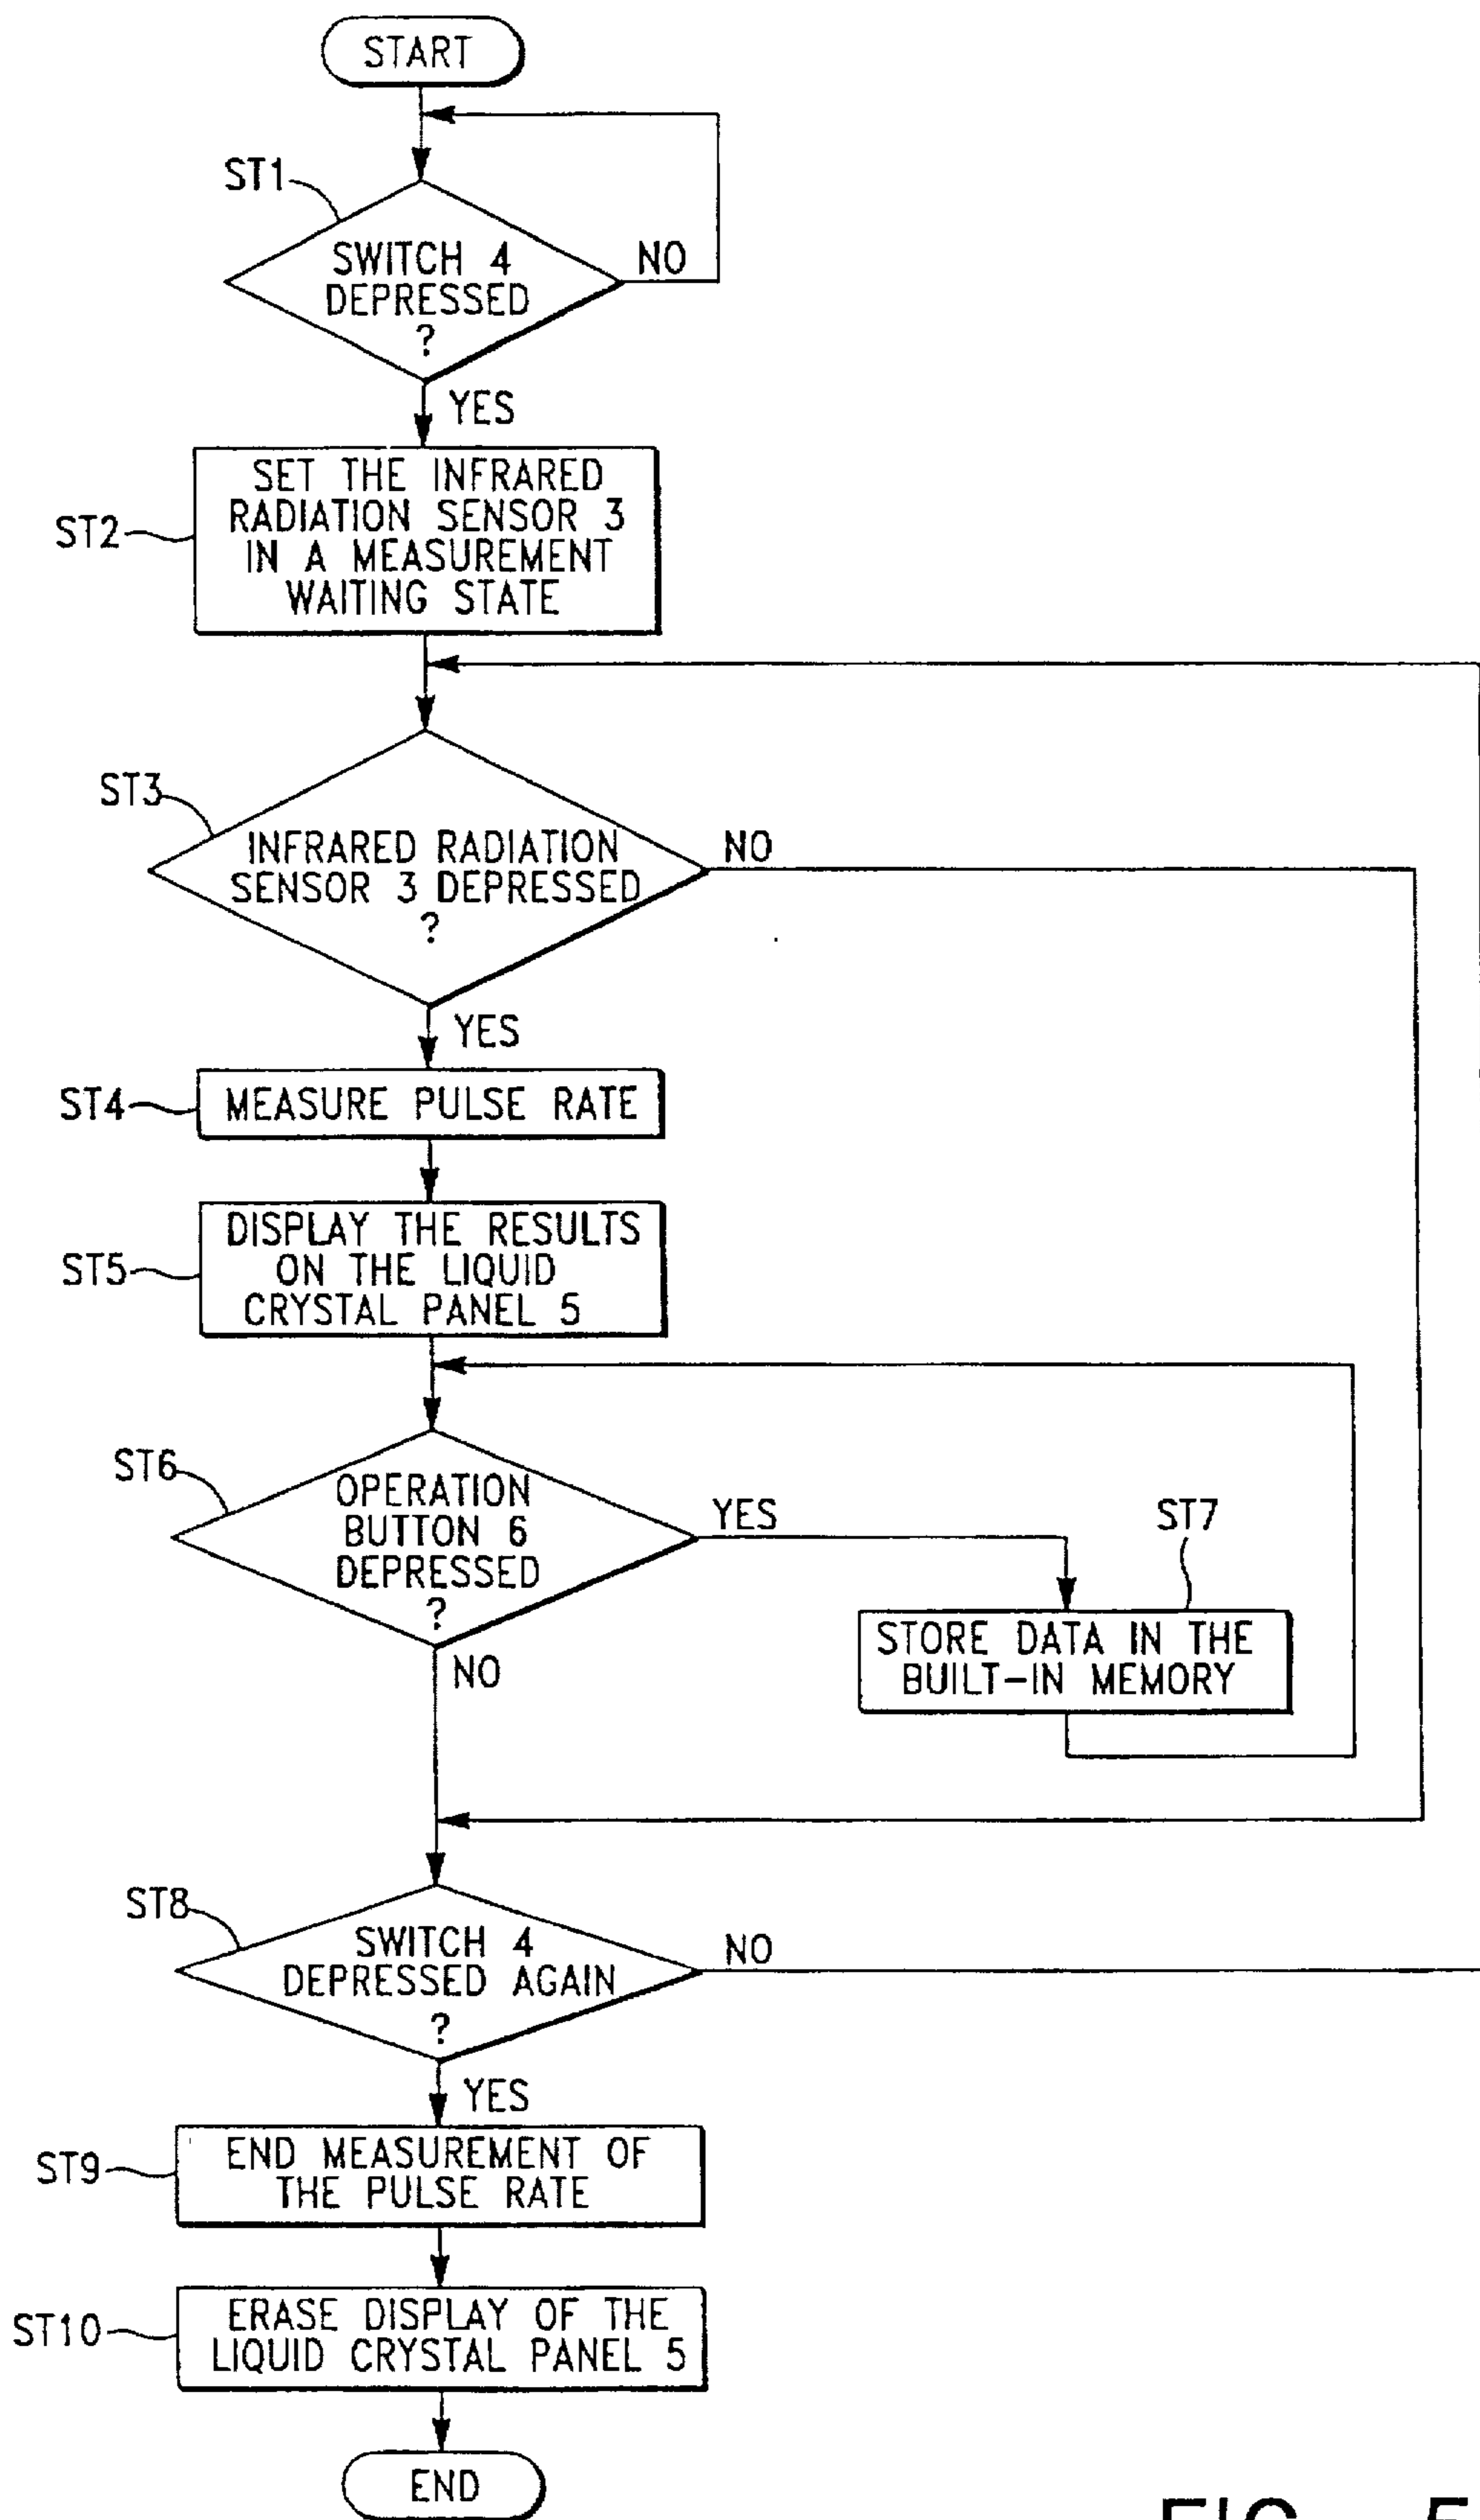 START
ST1
SWITCH 4
DEPRESSED
?
NO
YES
ST2
SET THE INFRARED
RADIATION SENSOR 3
IN A MEASUREMENT
WAITING STATE
ST3
INFRARED RADIATION
SENSOR 3 DEPRESSED
?
NO
YES
ST4
MEASURE PULSE RATE
ST5
DISPLAY THE RESULTS
ON THE LIQUID
CRYSTAL PANEL 5
ST6
OPERATION
BUTTON 6
DEPRESSED
?
YES
NO
ST7
STORE DATA IN THE
BUILT-IN MEMORY
ST8
SWITCH 4
DEPRESSED AGAIN
?
NO
YES
ST9
END MEASUREMENT OF
THE PULSE RATE
ST10
ERASE DISPLAY OF THE
LIQUID CRYSTAL PANEL 5
END